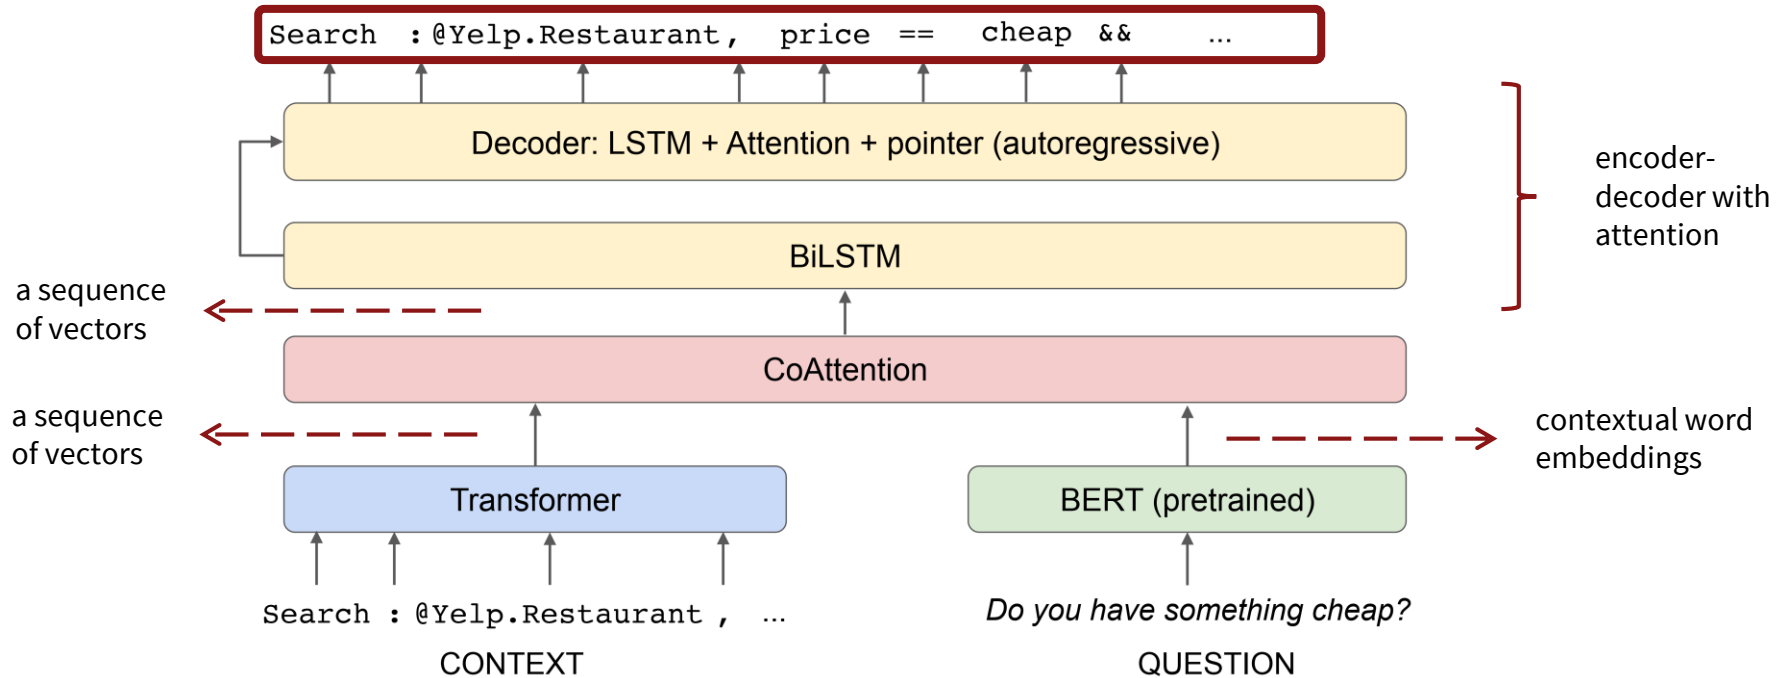 Search : @Yelp.Restaurant, price == cheap && ...
Decoder: LSTM + Attention + pointer (autoregressive)
encoder-
decoder with
attention
BiLSTM
a sequence
of vectors
CoAttention
a sequence
of vectors
contextual word
embeddings
Transformer
BERT (pretrained)
Search : @Yelp.Restaurant , ...
Do you have something cheap?
CONTEXT
QUESTION